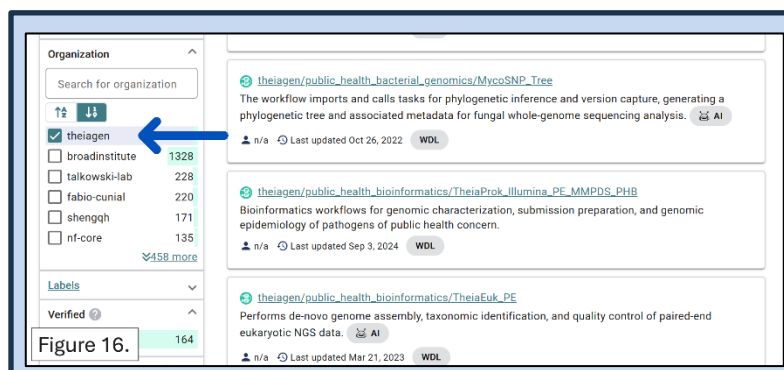 Organization
Search for organization
theiagen
broadinstitute 1328
talkowski-lab 228
fabio-cunial 220
shengqh 171
nf-core 135
458 more
Labels
Verified
164
Figure 16.
AI
theiagen/public_health_bacterial_genomics/MycoSNP_Tree
The workflow imports and calls tasks for phylogenetic inference and version capture, generating a
phylogenetic tree and associated metadata for fungal whole-genome sequencing analysis. AI
n/a Last updated Oct 26, 2022 WDL
theiagen/public_health_bioinformatics/TheiaProk_Illumina_PE_MMPDS_PHB
Bioinformatics workflows for genomic characterization, submission preparation, and genomic
epidemiology of pathogens of public health concern.
n/a Last updated Sep 3, 2024 WDL
theiagen/public_health_bioinformatics/TheiaEuk_PE
Performs de-novo genome assembly, taxonomic identification, and quality control of paired-end
eukaryotic NGS data. AI
n/a Last updated Mar 21, 2023 WDL